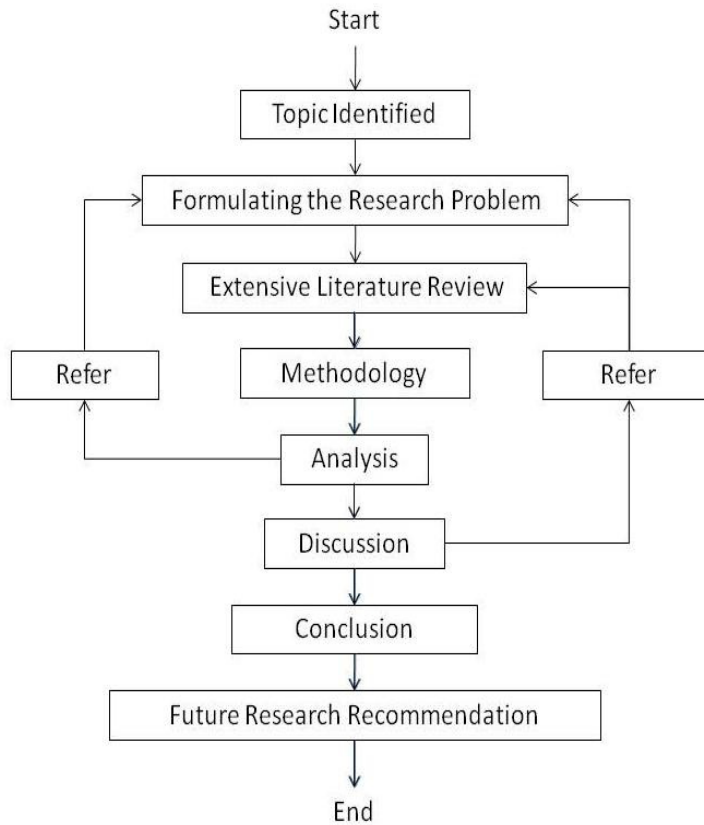 Start
Topic Identified
Formulating the Research Problem
Extensive Literature Review
Refer
Methodology
Refer
Analysis
Discussion
Conclusion
Future Research Recommendation
End